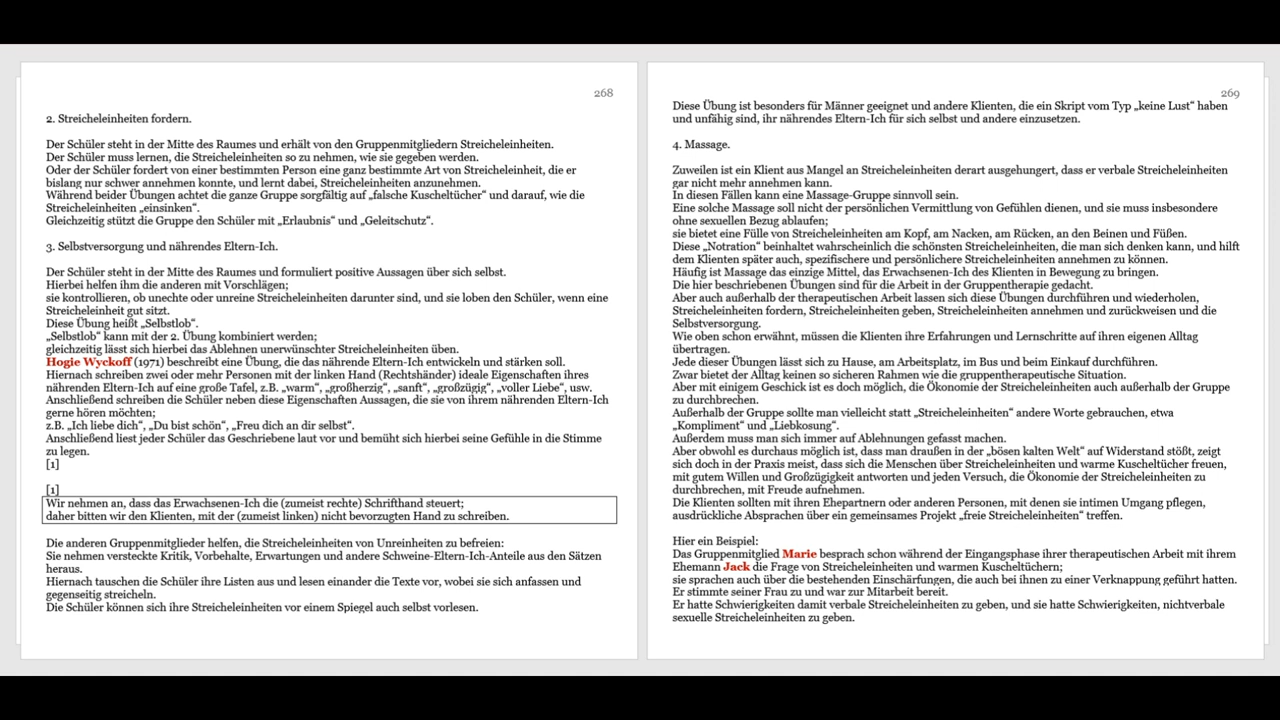 268
2. Streicheleinheiten fordern.
Der Schüler steht in der Mitte des Raumes und erhält von den Gruppenmitgliedern Streicheleinheiten.
Der Schüler muss lernen, die Streicheleinheiten so zu nehmen, wie sie gegeben werden.
Oder der Schüler fordert von einer bestimmten Person eine ganz bestimmte Art von Streicheleinheit, die er
bislang nur schwer annehmen konnte, und lernt dabei, Streicheleinheiten anzunehmen.
Während beider Übungen achtet die ganze Gruppe sorgfältig auf „falsche Kuscheltücher“ und darauf, wie die
Streicheleinheiten „einsinken“.
Gleichzeitig stützt die Gruppe den Schüler mit „Erlaubnis“ und „Geleitschutz“.
3. Selbstversorgung und nährendes Eltern-Ich.
Der Schüler steht in der Mitte des Raumes und formuliert positive Aussagen über sich selbst.
Hierbei helfen ihm die anderen mit Vorschlägen;
sie kontrollieren, ob unechte oder unreine Streicheleinheiten darunter sind, und sie loben den Schüler, wenn eine
Streicheleinheit gut sitzt.
Diese Übung heißt „Selbstlob“.
„Selbstlob“ kann mit der 2. Übung kombiniert werden;
gleichzeitig lässt sich hierbei das Ablehnen unerwünschter Streicheleinheiten üben.
Hogie Wyckoff (1971) beschreibt eine Übung, die das nährende Eltern-Ich entwickeln und stärken soll.
Hiernach schreiben zwei oder mehr Personen mit der linken Hand (Rechtshänder) ideale Eigenschaften ihres
nährenden Eltern-Ich auf eine große Tafel, z.B. „warm“, „großherzig“, „sanft“, „großzügig“, „voller Liebe“, usw.
Anschließend schreiben die Schüler neben diese Eigenschaften Aussagen, die sie von ihrem nährenden Eltern-Ich
gerne hören möchten;
z.B. „Ich liebe dich“, „Du bist schön“, „Freu dich an dir selbst“.
Anschließend liest jeder Schüler das Geschriebene laut vor und bemüht sich hierbei seine Gefühle in die Stimme
zu legen.
[1]
[1]
Wir nehmen an, dass das Erwachsenen-Ich die (zumeist rechte) Schrifthand steuert;
daher bitten wir den Klienten, mit der (zumeist linken) nicht bevorzugten Hand zu schreiben.
Die anderen Gruppenmitglieder helfen, die Streicheleinheiten von Unreinheiten zu befreien:
Sie nehmen versteckte Kritik, Vorbehalte, Erwartungen und andere Schweine-Eltern-Ich-Anteile aus den Sätzen
heraus.
Hiernach tauschen die Schüler ihre Listen aus und lesen einander die Texte vor, wobei sie sich anfassen und
gegenseitig streicheln.
Die Schüler können sich ihre Streicheleinheiten vor einem Spiegel auch selbst vorlesen.
269
Diese Übung ist besonders für Männer geeignet und andere Klienten, die ein Skript vom Typ „keine Lust“ haben
und unfähig sind, ihr nährendes Eltern-Ich für sich selbst und andere einzusetzen.
4. Massage.
Zuweilen ist ein Klient aus Mangel an Streicheleinheiten derart ausgehungert, dass er verbale Streicheleinheiten
gar nicht mehr annehmen kann.
In diesen Fällen kann eine Massage-Gruppe sinnvoll sein.
Eine solche Massage soll nicht der persönlichen Vermittlung von Gefühlen dienen, und sie muss insbesondere
ohne sexuellen Bezug ablaufen;
sie bietet eine Fülle von Streicheleinheiten am Kopf, am Nacken, am Rücken, an den Beinen und Füßen.
Diese „Notration“ beinhaltet wahrscheinlich die schönsten Streicheleinheiten, die man sich denken kann, und hilft
dem Klienten später auch, spezifischere und persönlichere Streicheleinheiten annehmen zu können.
Häufig ist Massage das einzige Mittel, das Erwachsenen-Ich des Klienten in Bewegung zu bringen.
Die hier beschriebenen Übungen sind für die Arbeit in der Gruppentherapie gedacht.
Aber auch außerhalb der therapeutischen Arbeit lassen sich diese Übungen durchführen und wiederholen,
Streicheleinheiten fordern, Streicheleinheiten geben, Streicheleinheiten annehmen und zurückweisen und die
Selbstversorgung.
Wie oben schon erwähnt, müssen die Klienten ihre Erfahrungen und Lernschritte auf ihren eigenen Alltag
übertragen.
Jede dieser Übungen lässt sich zu Hause, am Arbeitsplatz, im Bus und beim Einkauf durchführen.
Zwar bietet der Alltag keinen so sicheren Rahmen wie die gruppentherapeutische Situation.
Aber mit einigem Geschick ist es doch möglich, die Ökonomie der Streicheleinheiten auch außerhalb der Gruppe
zu durchbrechen.
Außerhalb der Gruppe sollte man vielleicht statt „Streicheleinheiten“ andere Worte gebrauchen, etwa
„Kompliment“ und „Liebkosung“.
Außerdem muss man sich immer auf Ablehnungen gefasst machen.
Aber obwohl es durchaus möglich ist, dass man draußen in der „bösen kalten Welt“ auf Widerstand stößt, zeigt
sich doch in der Praxis meist, dass sich die Menschen über Streicheleinheiten und warme Kuscheltücher freuen,
mit gutem Willen und Großzügigkeit antworten und jeden Versuch, die Ökonomie der Streicheleinheiten zu
durchbrechen, mit Freude aufnehmen.
Die Klienten sollten mit ihren Ehepartnern oder anderen Personen, mit denen sie intimen Umgang pflegen,
ausdrückliche Absprachen über ein gemeinsames Projekt „freie Streicheleinheiten“ treffen.
Hier ein Beispiel:
Das Gruppenmitglied Marie besprach schon während der Eingangsphase ihrer therapeutischen Arbeit mit ihrem
Ehemann Jack die Frage von Streicheleinheiten und warmen Kuscheltüchern;
sie sprachen auch über die bestehenden Einschärfungen, die auch bei ihnen zu einer Verknappung geführt hatten.
Er stimmte seiner Frau zu und war zur Mitarbeit bereit.
Er hatte Schwierigkeiten damit verbale Streicheleinheiten zu geben, und sie hatte Schwierigkeiten, nichtverbale
sexuelle Streicheleinheiten zu geben.